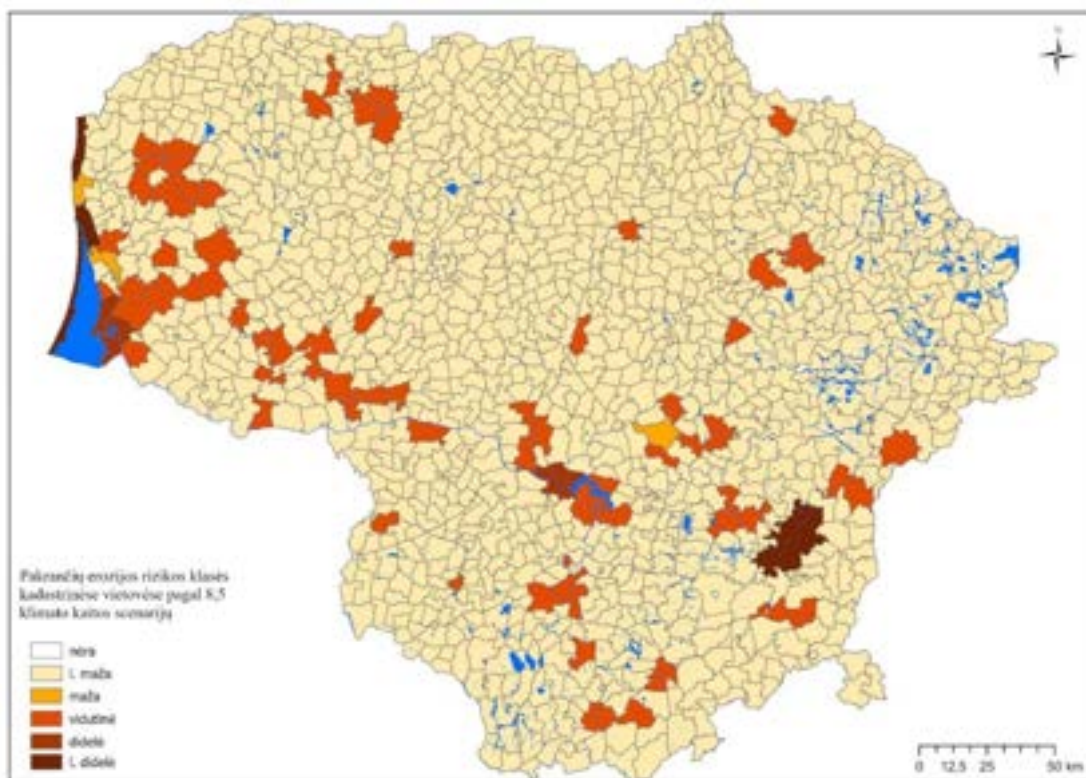 N
Pakrančių erozijos rizikos klasės
kadastrinėse vietovėse pagal 8,5
klimato kaitos scenarijų
nėra
l. maža
maža
vidutinė
didelė
l. didelė
0 12,5 25 50 km